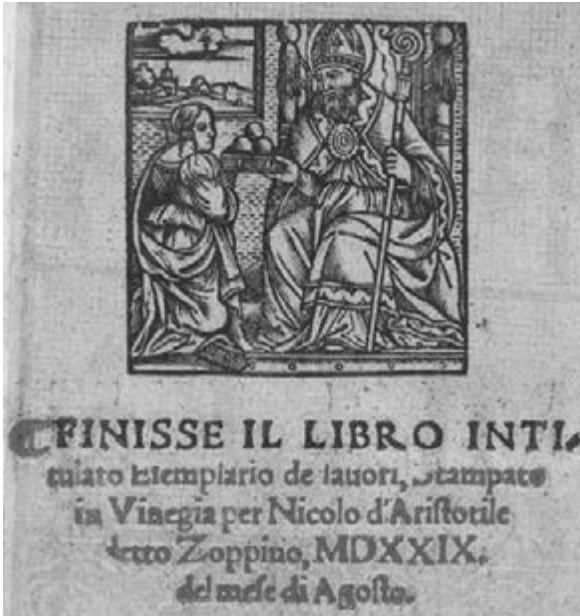 FINISSE IL LIBRO INTI-
tulato Esemplario de lauori, Stampato
in Vinegia per Nicolo d'Ariſtotile
detto Zoppino, MDXXIX.
del meſe di Agoſto.